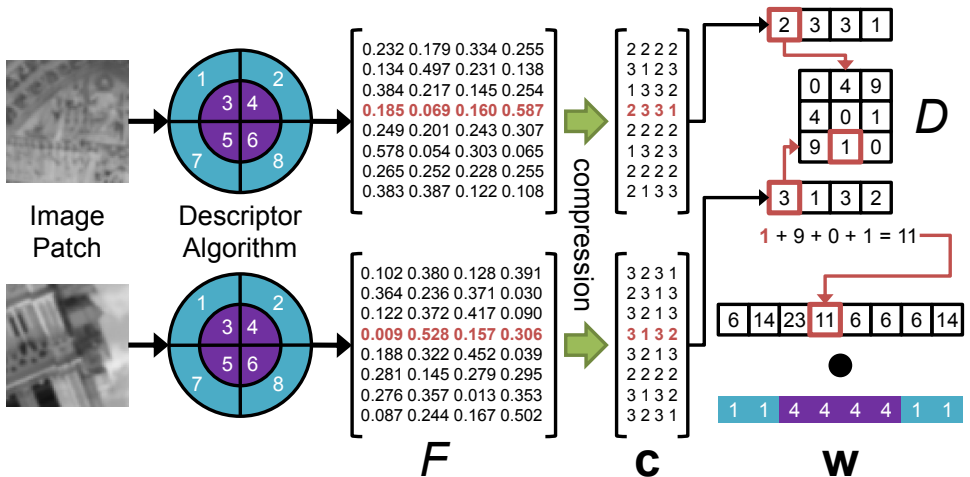 1 2
3 4
5 6
7 8
Image
Patch
Descriptor
Algorithm
0.232 0.179 0.334 0.255
0.134 0.497 0.231 0.138
0.384 0.217 0.145 0.254
0.185 0.069 0.160 0.587
0.249 0.201 0.243 0.307
0.578 0.054 0.303 0.065
0.265 0.252 0.228 0.255
0.383 0.387 0.122 0.108
compression
2 2 2 2
3 1 2 3
1 3 3 2
2 3 3 1
2 2 2 2
1 3 2 3
2 2 2 2
2 1 3 3
2 3 3 1
0 4 9
4 0 1
9 1 0
D
3 1 3 2
1 + 9 + 0 + 1 = 11
1 2
3 4
5 6
7 8
0.102 0.380 0.128 0.391
0.364 0.236 0.371 0.030
0.122 0.372 0.417 0.090
0.009 0.528 0.157 0.306
0.188 0.322 0.452 0.039
0.281 0.145 0.279 0.295
0.276 0.357 0.013 0.353
0.087 0.244 0.167 0.502
F
3 2 3 1
2 2 1 3
3 2 1 3
3 1 3 2
3 2 1 3
2 2 2 2
3 1 3 2
3 2 3 1
c
6 14 23 11 6 6 6 14
1 1 4 4 4 4 1 1
w